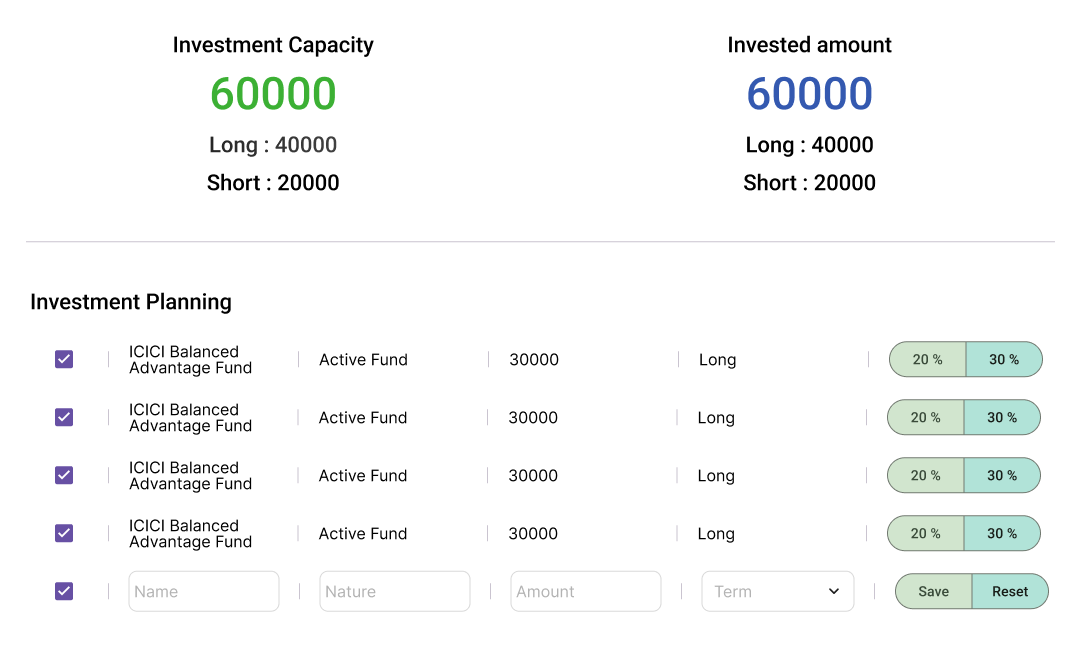 Investment Capacity
60000
Long : 40000
Short : 20000
Invested amount
60000
Long : 40000
Short : 20000
Investment Planning
ICICI Balanced
Advantage Fund
Active Fund
30000
Long
20 %
30 %
ICICI Balanced
Advantage Fund
Active Fund
30000
Long
20 %
30 %
ICICI Balanced
Advantage Fund
Active Fund
30000
Long
20 %
30 %
ICICI Balanced
Advantage Fund
Active Fund
30000
Long
20 %
30 %
Name
Nature
Amount
Term
Save
Reset